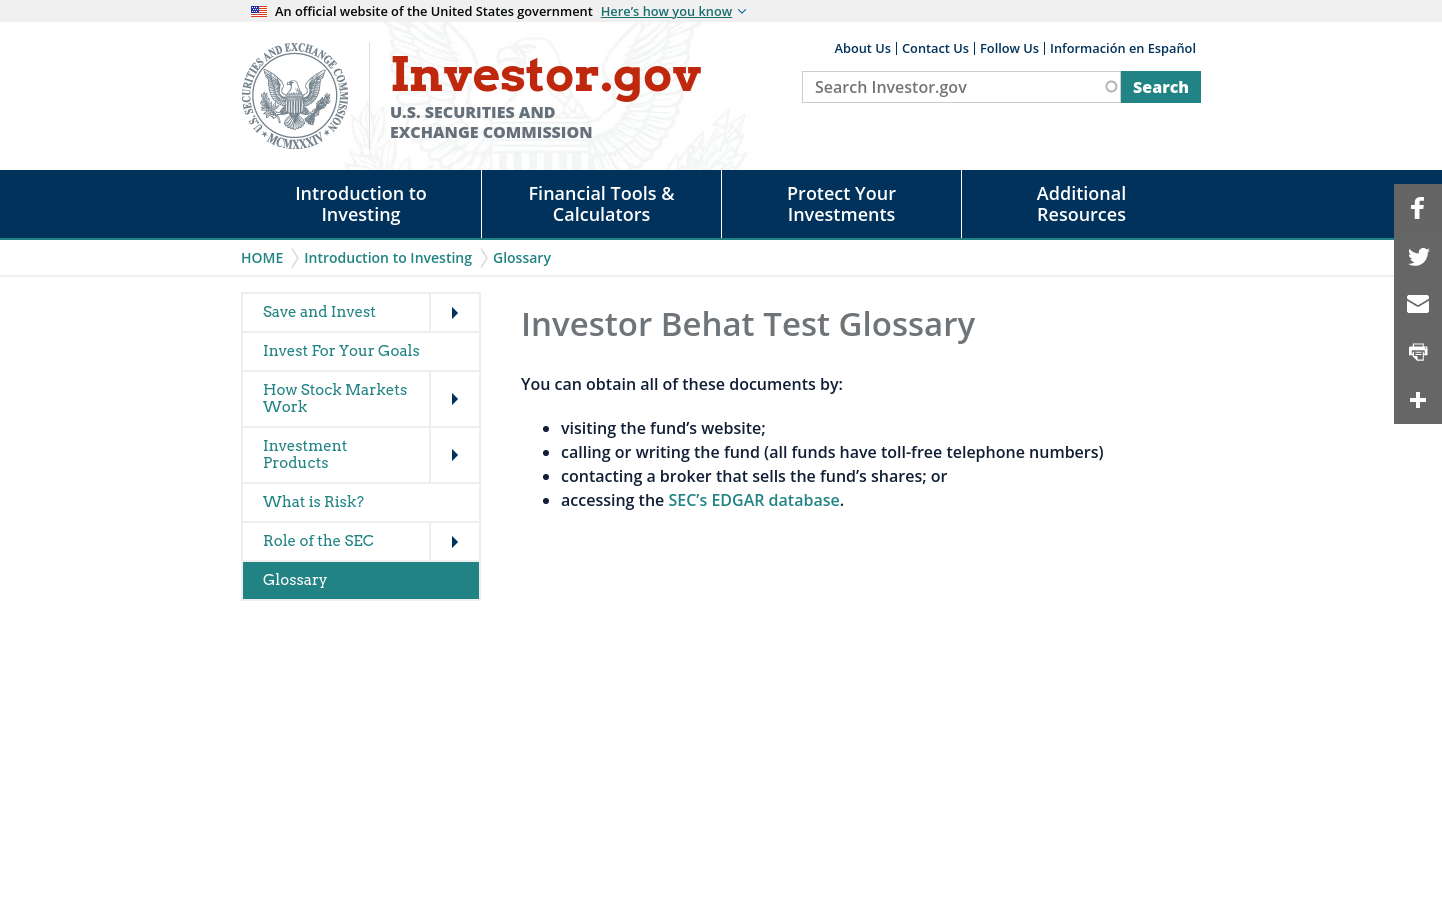 An official website of the United States government Here’s how you know
SECURITIES AND EXCHANGE COMMISSION
U.S. MCMXXXIV
Investor.gov
U.S. SECURITIES AND
EXCHANGE COMMISSION
About Us | Contact Us | Follow Us | Información en Español
Search Investor.gov Search
Introduction to
Investing
Financial Tools &
Calculators
Protect Your
Investments
Additional
Resources
HOME Introduction to Investing Glossary
Save and Invest
Invest For Your Goals
How Stock Markets
Work
Investment
Products
What is Risk?
Role of the SEC
Glossary
Investor Behat Test Glossary
You can obtain all of these documents by:
• visiting the fund’s website;
• calling or writing the fund (all funds have toll-free telephone numbers)
• contacting a broker that sells the fund’s shares; or
• accessing the SEC’s EDGAR database.